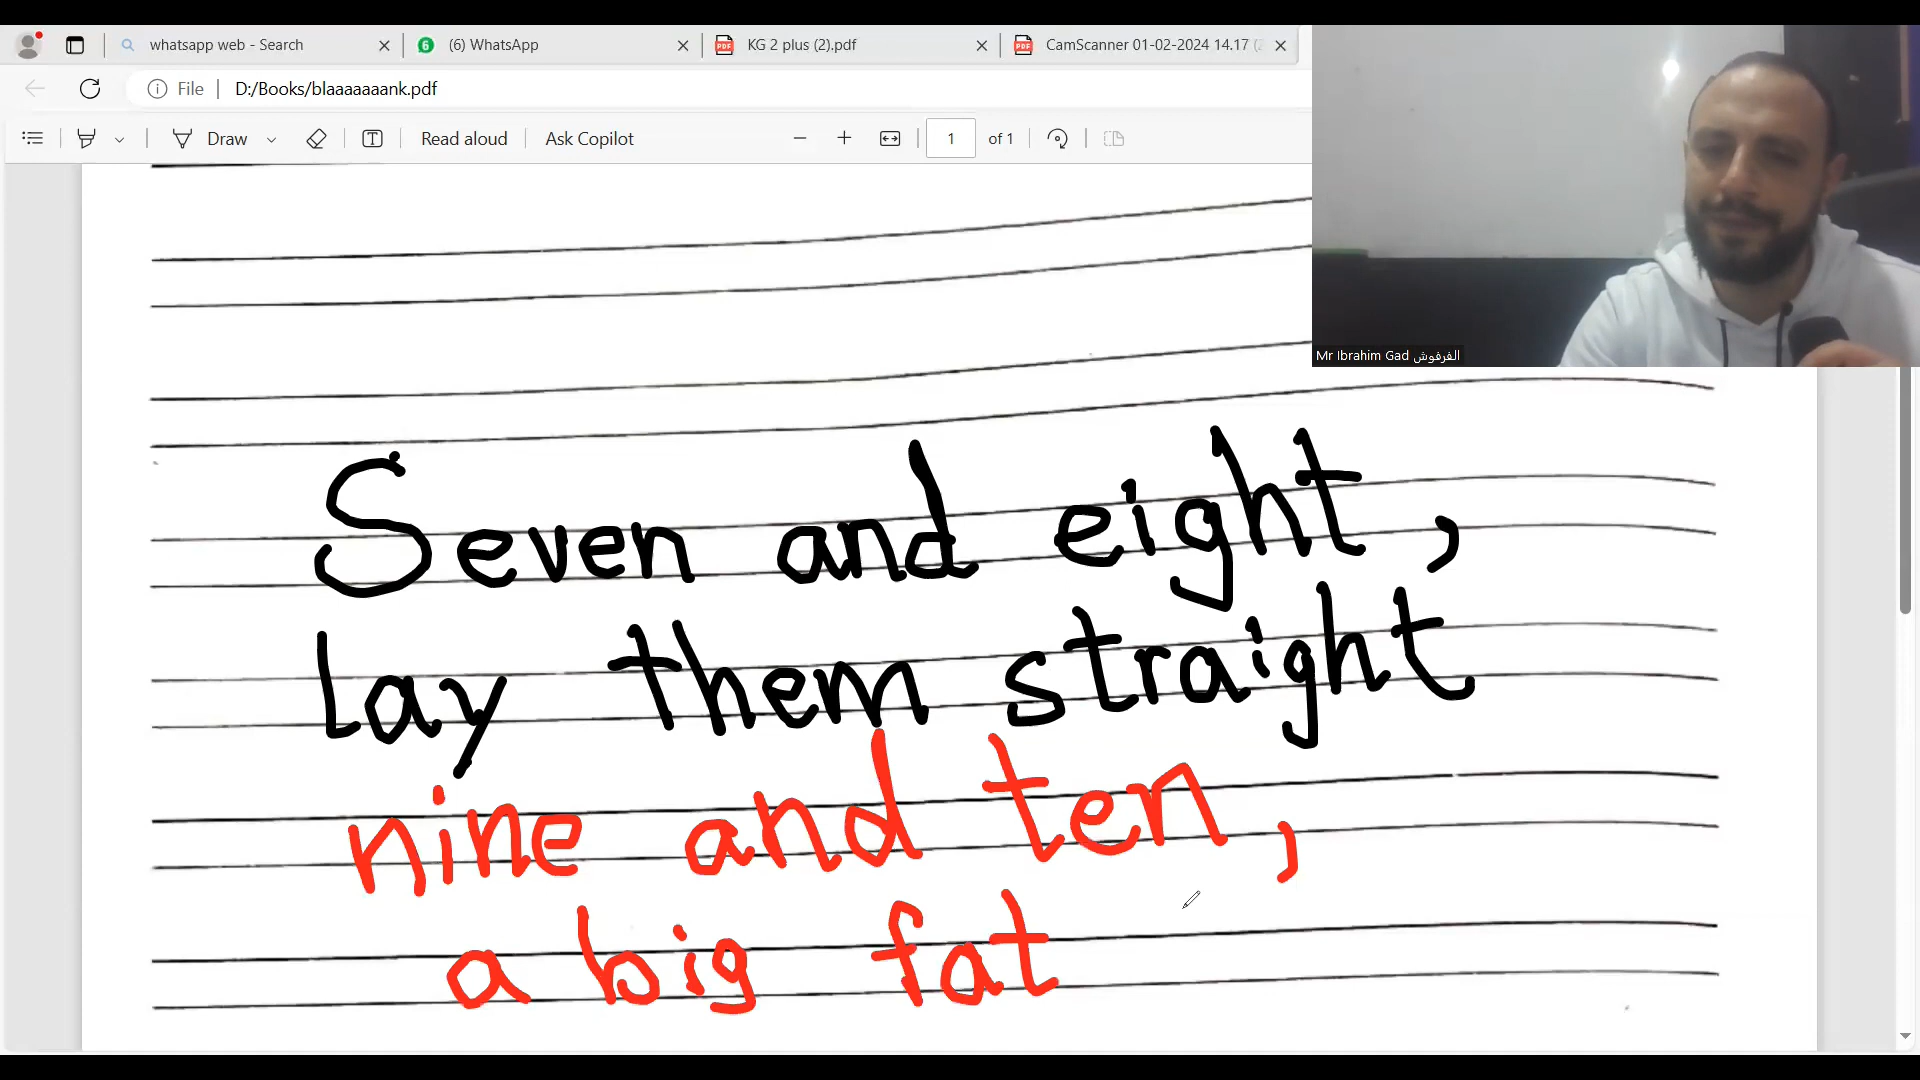 whatsapp web - Search
(6) WhatsApp
KG 2 plus (2).pdf
CamScanner 01-02-2024 14.17 (2
File
D:/Books/blaaaaaaank.pdf
Draw
Read aloud
Ask Copilot
1 of 1
Mr Ibrahim Gad الفرفوش
Seven and eight,
lay them straight
nine and ten,
a big fat